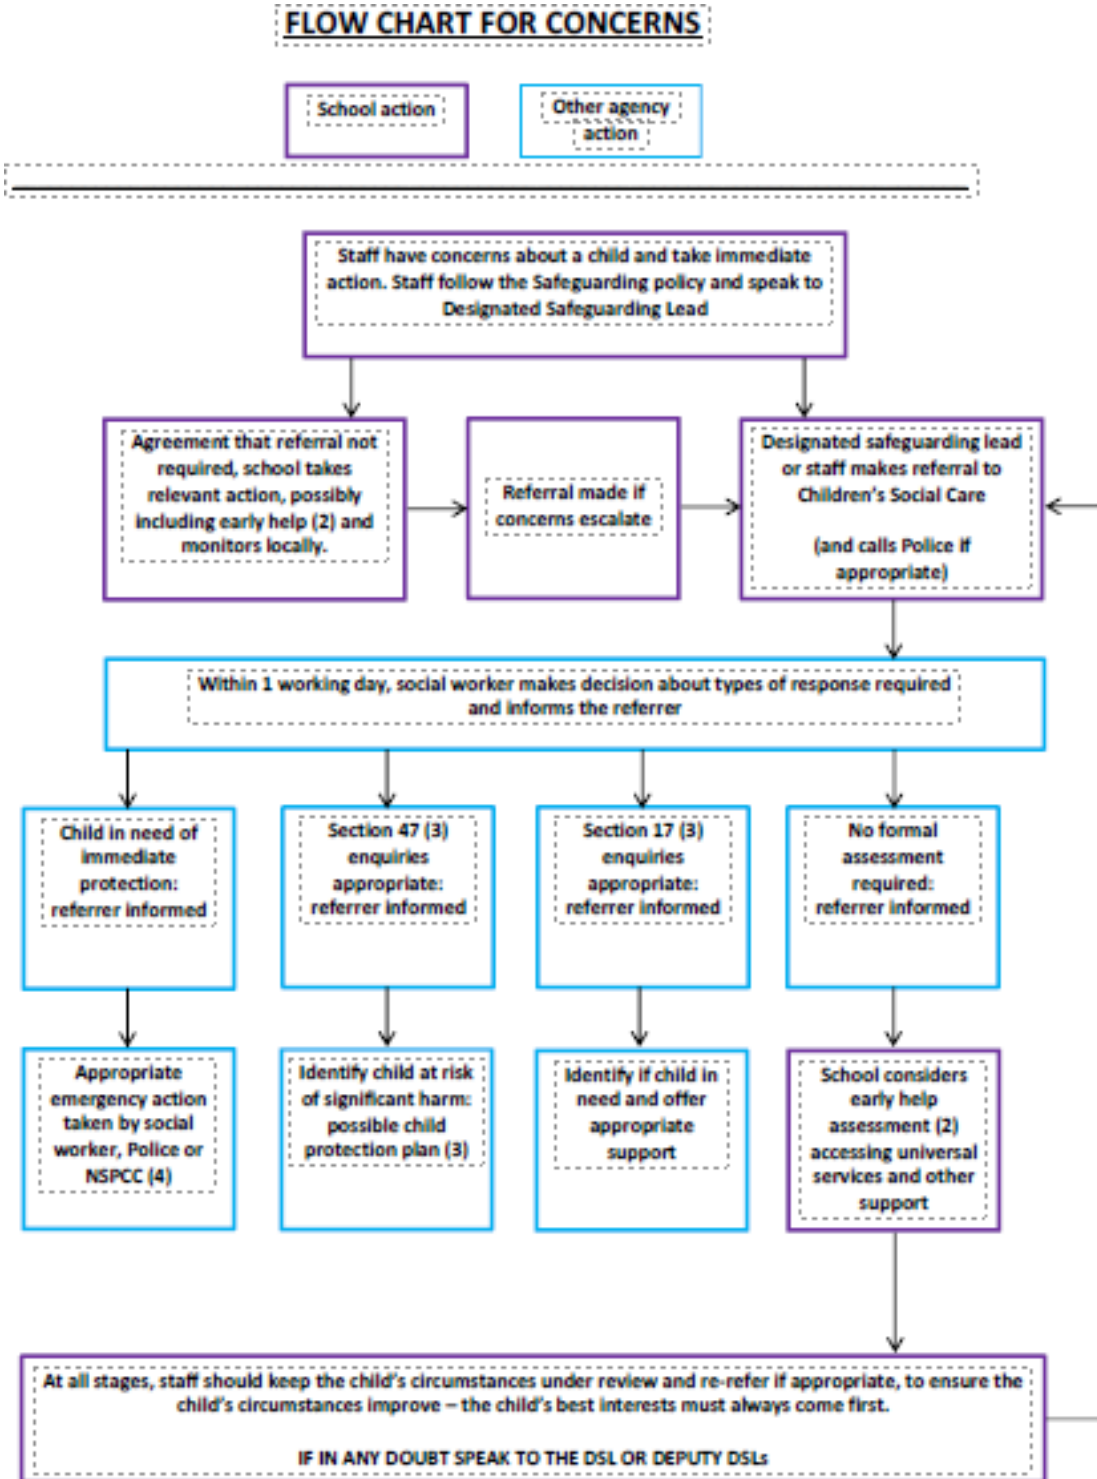 FLOW CHART FOR CONCERNS
School action
Other agency
action
Staff have concerns about a child and take immediate
action. Staff follow the Safeguarding policy and speak to
Designated Safeguarding Lead
Agreement that referral not
required, school takes
relevant action, possibly
including early help (2) and
monitors locally.
Referral made if
concerns escalate
Designated safeguarding lead
or staff makes referral to
Children's Social Care
(and calls Police if
appropriate)
Within 1 working day, social worker makes decision about types of response required
and informs the referrer
Child in need of
immediate
protection:
referrer informed
Section 47 (3)
enquiries
appropriate:
referrer informed
Section 17 (3)
enquiries
appropriate:
referrer informed
No formal
assessment
required:
referrer informed
Appropriate
emergency action
taken by social
worker, Police or
NSPCC (4)
Identify child at risk
of significant harm:
possible child
protection plan (3)
Identify if child in
need and offer
appropriate
support
School considers
early help
assessment (2)
accessing universal
services and other
support
At all stages, staff should keep the child's circumstances under review and re-refer if appropriate, to ensure the
child's circumstances improve – the child's best interests must always come first.
IF IN ANY DOUBT SPEAK TO THE DSL OR DEPUTY DSLs